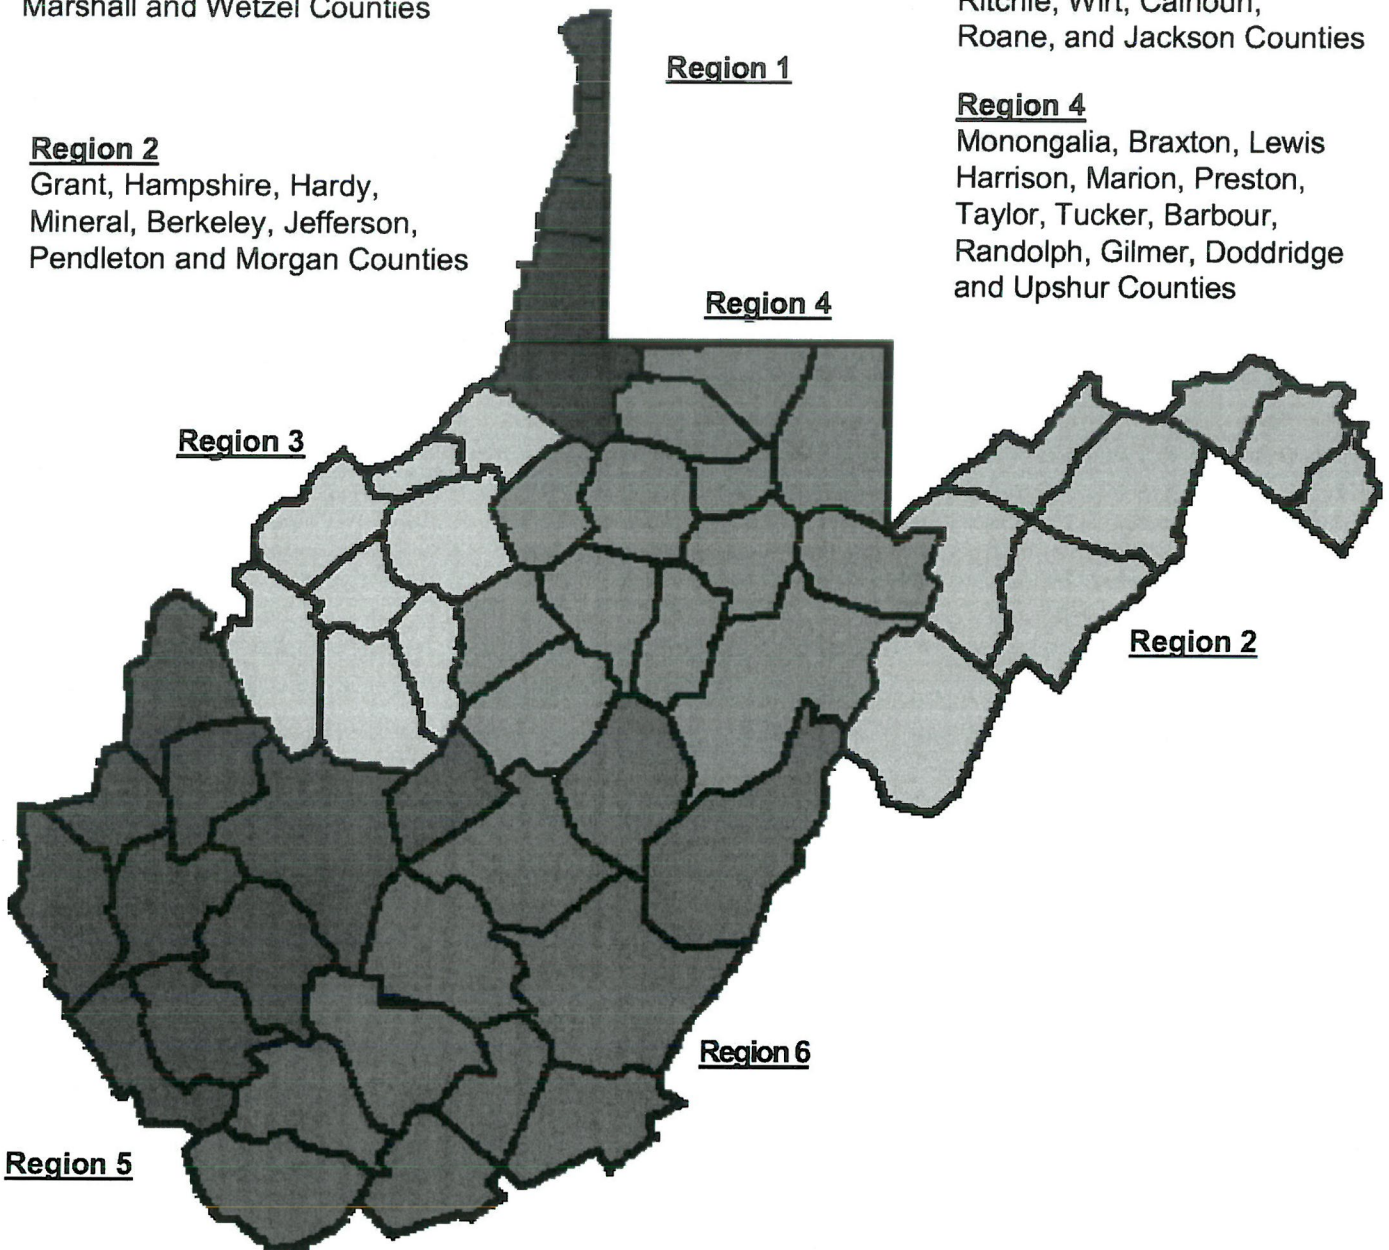 Marshall and Wetzel Counties
Ritchie, Wirt, Calhoun,
Roane, and Jackson Counties
Region 1
Region 2
Grant, Hampshire, Hardy,
Mineral, Berkeley, Jefferson,
Pendleton and Morgan Counties
Region 4
Monongalia, Braxton, Lewis
Harrison, Marion, Preston,
Taylor, Tucker, Barbour,
Randolph, Gilmer, Doddridge
and Upshur Counties
Region 4
Region 3
Region 2
Region 6
Region 5